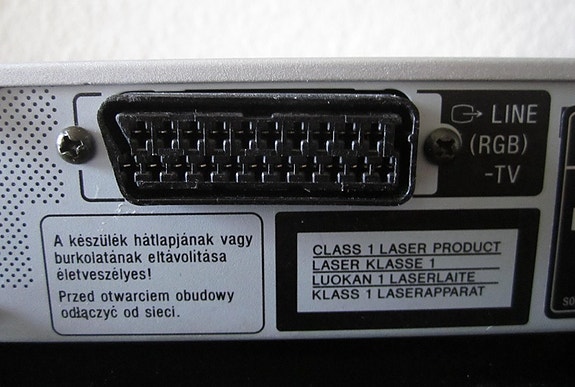 LINE
(RGB)
-TV
A készülék hátlapjának vagy
burkolatának eltávolítása
életveszélyes!
Przed otwarciem obudowy
odłączyć od sieci.
CLASS 1 LASER PRODUCT
LASER KLASSE 1
LUOKAN 1 LASERLAITE
KLASS 1 LASERAPPARAT